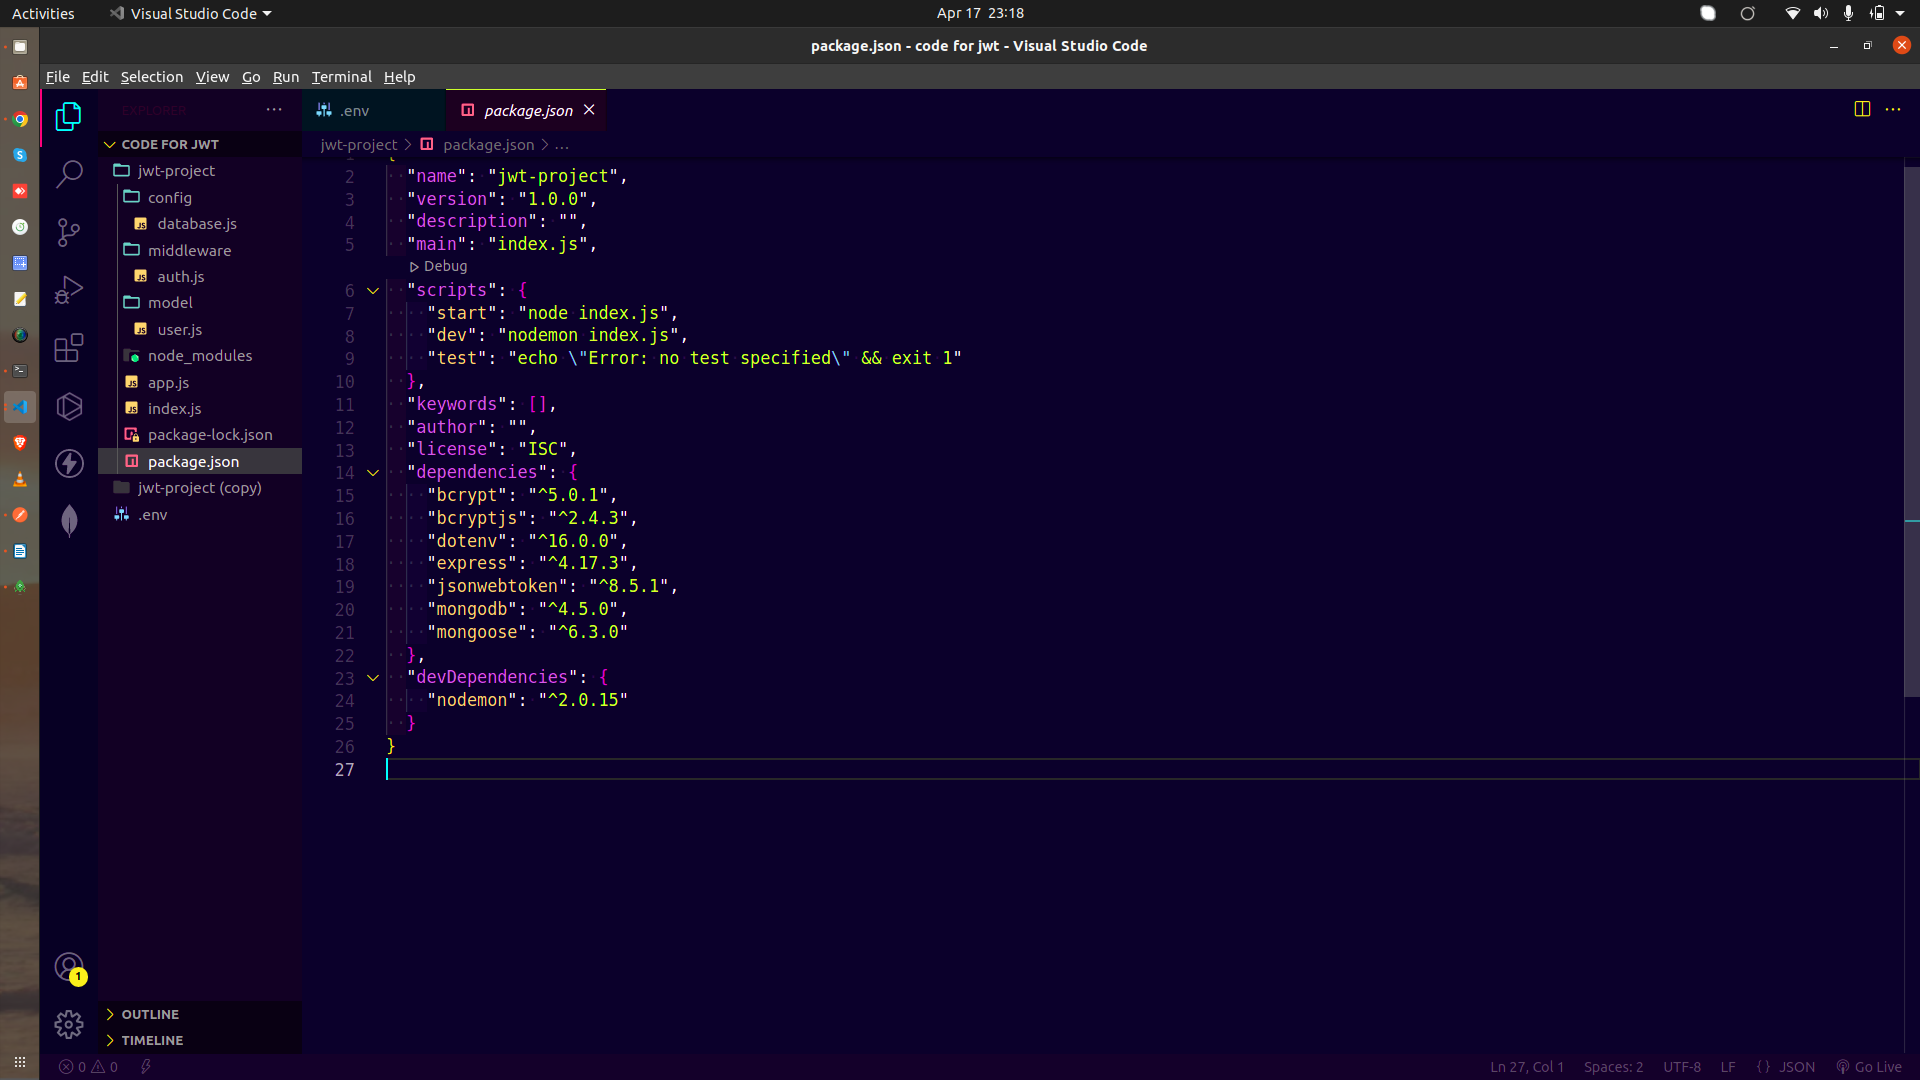 Activities
Visual Studio Code
Apr 17 23:18
package.json - code for jwt - Visual Studio Code
File Edit Selection View Go Run Terminal Help
EXPLORER
CODE FOR JWT
jwt-project
config
database.js
middleware
auth.js
model
user.js
node_modules
app.js
index.js
package-lock.json
package.json
jwt-project (copy)
.env
OUTLINE
TIMELINE
1
.env
package.json
jwt-project > package.json > ...
1 {
2 "name": "jwt-project",
3 "version": "1.0.0",
4 "description": "",
5 "main": "index.js",
Debug
6 "scripts": {
7 "start": "node index.js",
8 "dev": "nodemon index.js",
9 "test": "echo \"Error: no test specified\" && exit 1"
10 },
11 "keywords": [],
12 "author": "",
13 "license": "ISC",
14 "dependencies": {
15 "bcrypt": "^5.0.1",
16 "bcryptjs": "^2.4.3",
17 "dotenv": "^16.0.0",
18 "express": "^4.17.3",
19 "jsonwebtoken": "^8.5.1",
20 "mongodb": "^4.5.0",
21 "mongoose": "^6.3.0"
22 },
23 "devDependencies": {
24 "nodemon": "^2.0.15"
25 }
26 }
27
0 0
Ln 27, Col 1 Spaces: 2 UTF-8 LF {} JSON Go Live